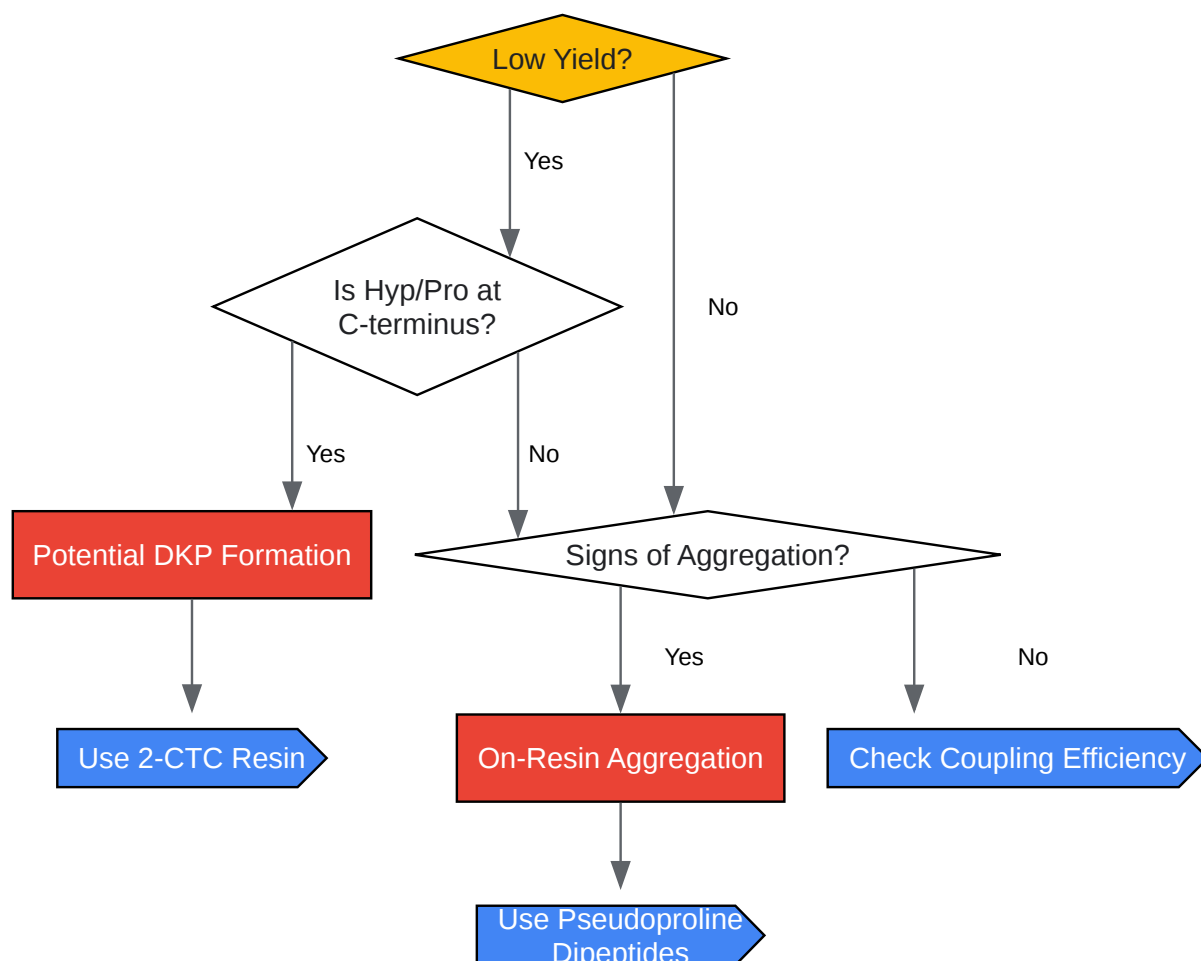 Low Yield?
Yes
Is Hyp/Pro at
C-terminus?
No
Yes
No
Potential DKP Formation
Signs of Aggregation?
Yes
No
Use 2-CTC Resin
On-Resin Aggregation
Check Coupling Efficiency
Use Pseudoproline
Dipeptides